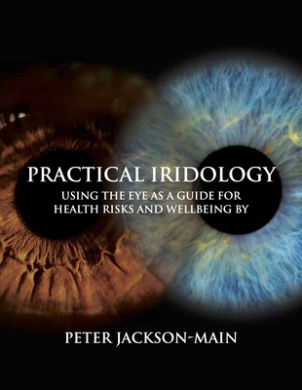 PRACTICAL IRIDOLOGY
USING THE EYE AS A GUIDE FOR
HEALTH RISKS AND WELLBEING BY
PETER JACKSON-MAIN